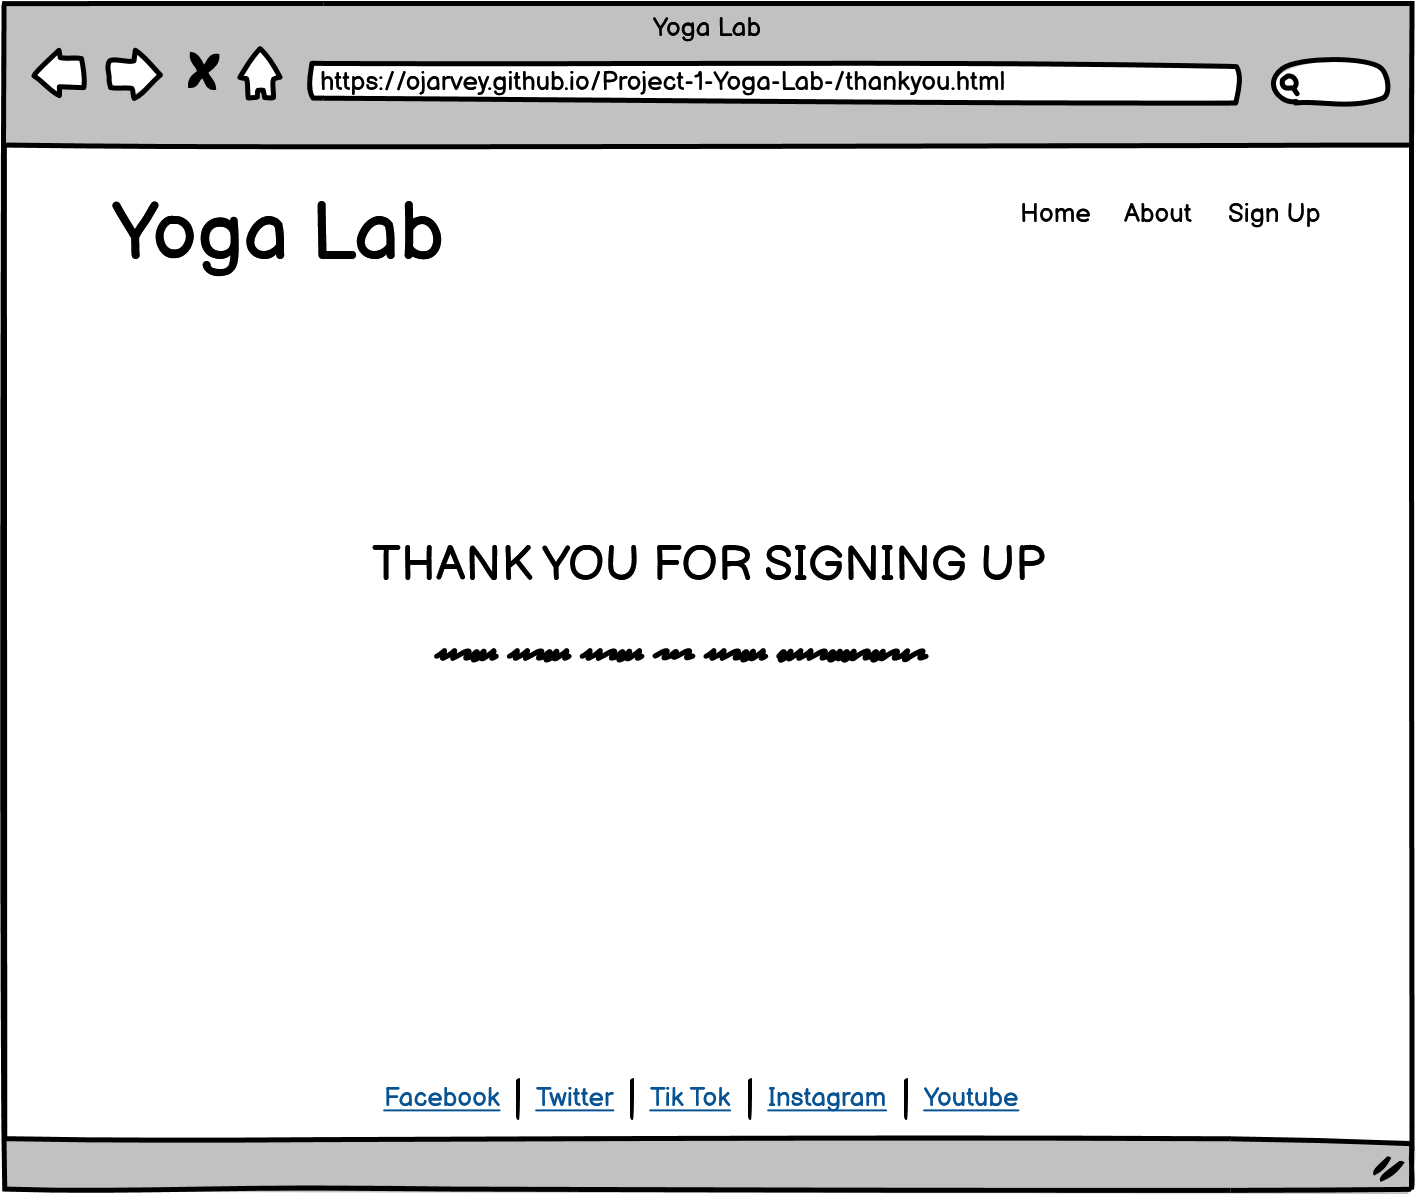 Yoga Lab
https://ojarvey.github.io/Project-1-Yoga-Lab-/thankyou.html
Yoga Lab
Home About Sign Up
THANK YOU FOR SIGNING UP
Facebook Twitter Tik Tok Instagram Youtube